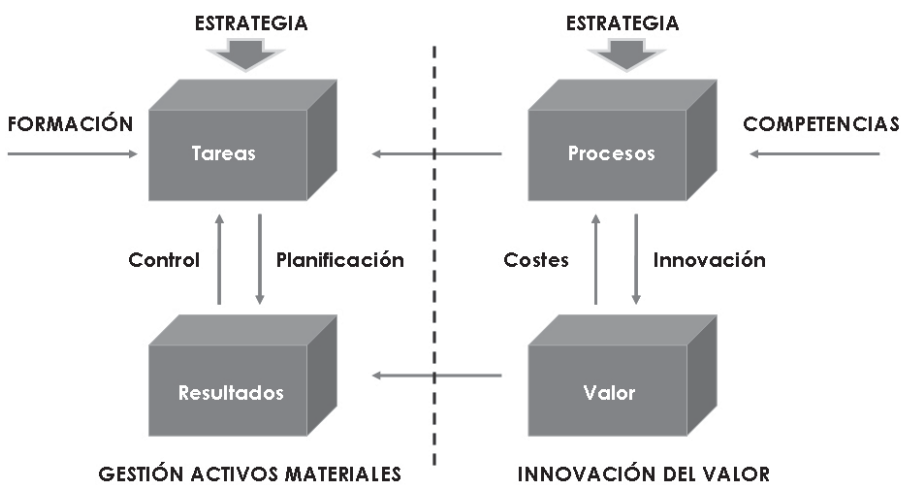 ESTRATEGIA
ESTRATEGIA
FORMACIÓN
Tareas
Procesos
COMPETENCIAS
Control
Planificación
Costes
Innovación
Resultados
Valor
GESTIÓN ACTIVOS MATERIALES
INNOVACIÓN DEL VALOR